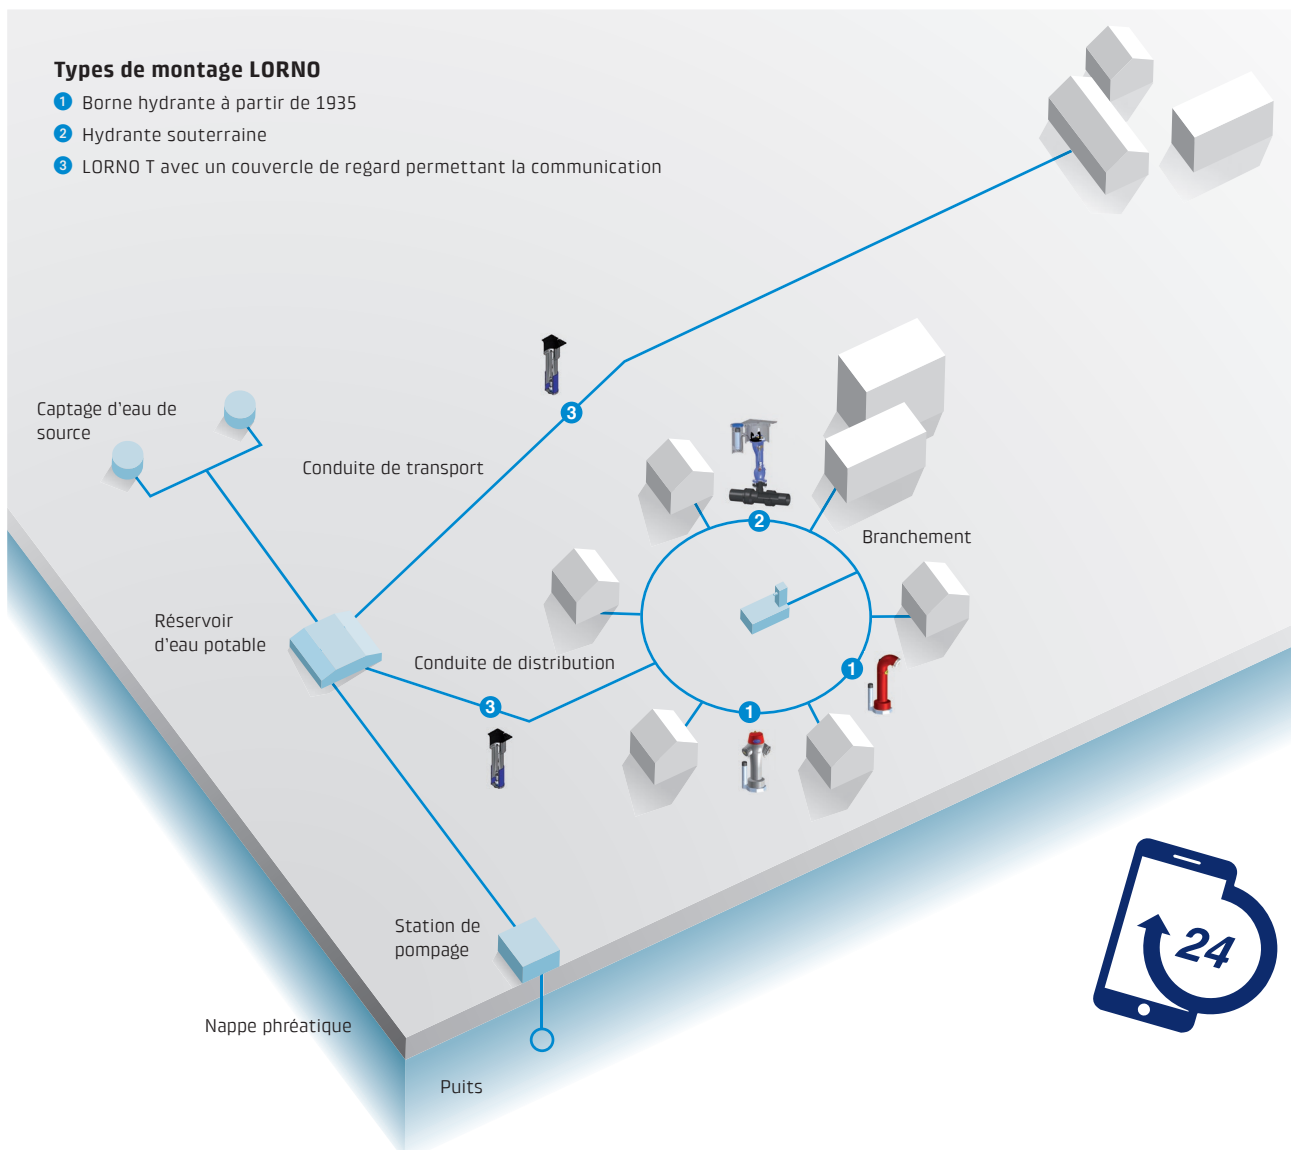 Types de montage LORNO
1 Borne hydrante à partir de 1935
2 Hydrante souterraine
3 LORNO T avec un couvercle de regard permettant la communication
3
Captage d'eau de
source
Conduite de transport
2
Branchement
Réservoir
d'eau potable
Conduite de distribution
1
3
1
Station de
pompage
24
Nappe phréatique
Puits